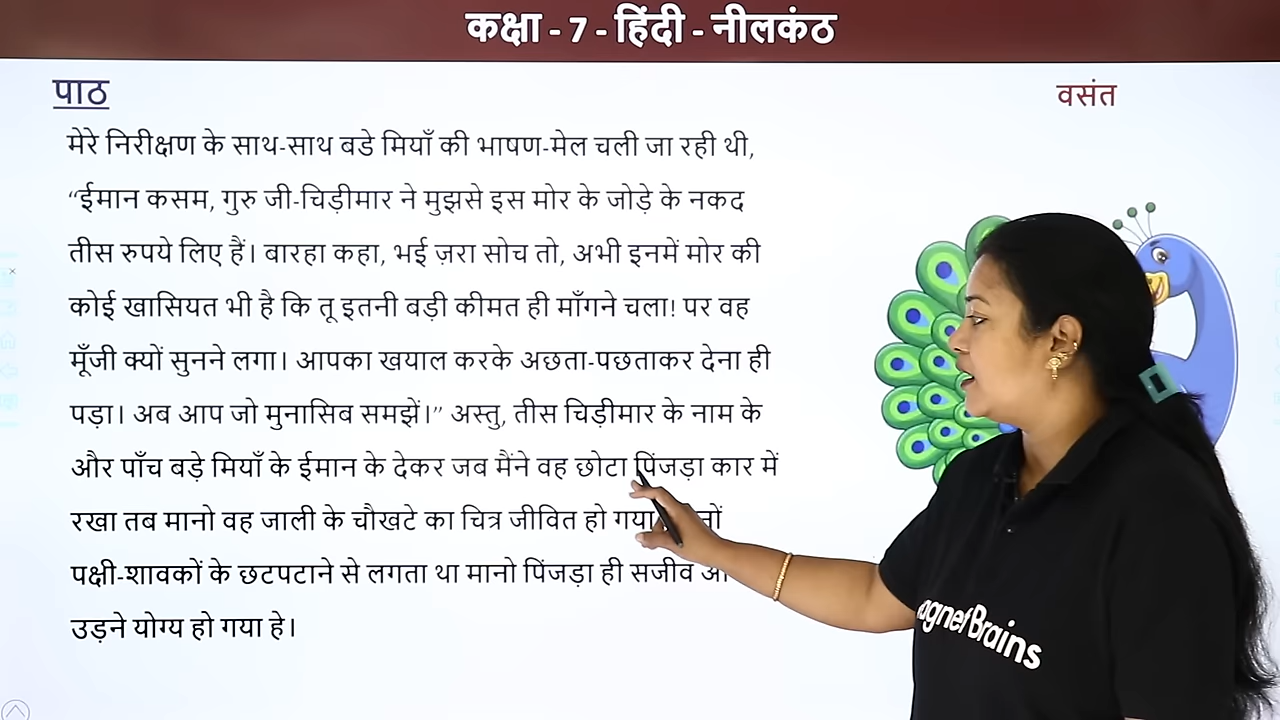 कक्षा - 7 - हिंदी - नीलकंठ
पाठ
वसंत
मेरे निरीक्षण के साथ-साथ बडे मियाँ की भाषण-मेल चली जा रही थी,
“ईमान कसम, गुरु जी-चिड़ीमार ने मुझसे इस मोर के जोड़े के नकद
तीस रुपये लिए हैं। बारहा कहा, भई ज़रा सोच तो, अभी इनमें मोर की
कोई खासियत भी है कि तू इतनी बड़ी कीमत ही माँगने चला! पर वह
मूँजी क्यों सुनने लगा। आपका खयाल करके अछता-पछताकर देना ही
पड़ा। अब आप जो मुनासिब समझें।” अस्तु, तीस चिड़ीमार के नाम के
और पाँच बड़े मियाँ के ईमान के देकर जब मैंने वह छोटा पिंजड़ा कार में
रखा तब मानो वह जाली के चौखटे का चित्र जीवित हो गया
पक्षी-शावकों के छटपटाने से लगता था मानो पिंजड़ा ही सजीव
उड़ने योग्य हो गया हे।
agnetBrains